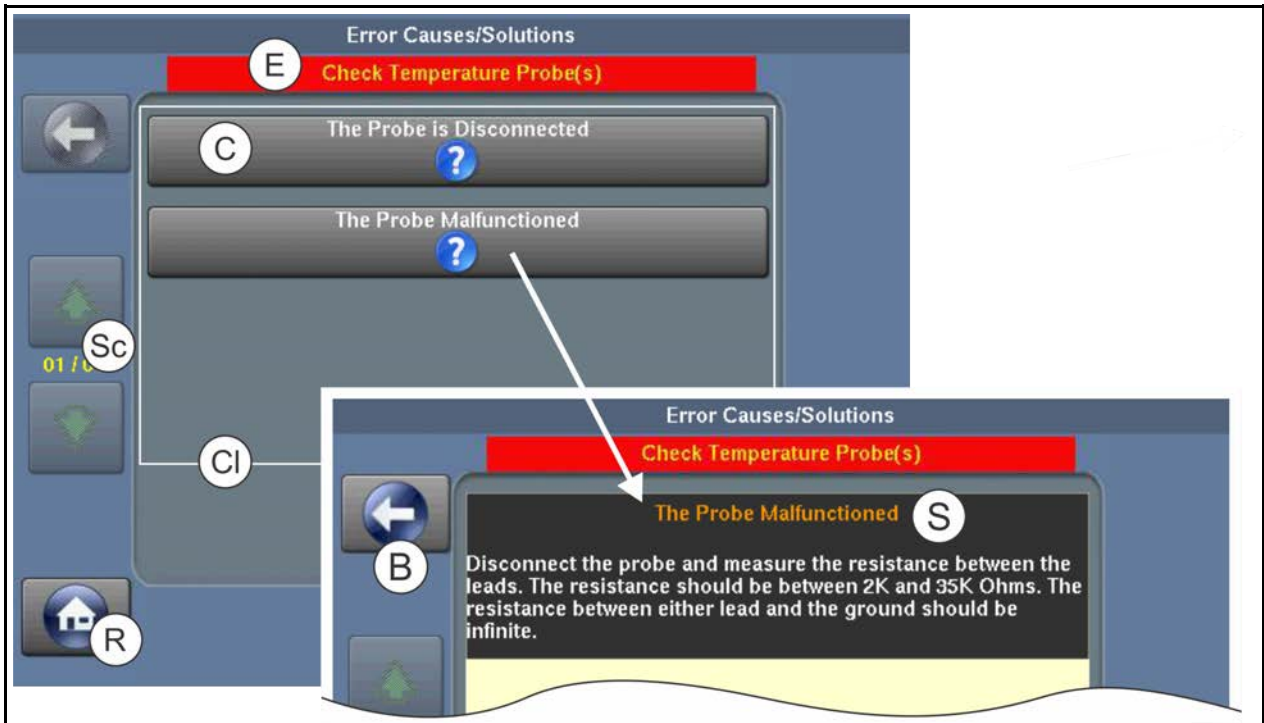 Error Causes/Solutions
E
Check Temperature Probe(s)
C
The Probe is Disconnected
?
The Probe Malfunctioned
?
Sc
01 /
Cl
R
Error Causes/Solutions
Check Temperature Probe(s)
The Probe Malfunctioned
S
B
Disconnect the probe and measure the resistance between the
leads. The resistance should be between 2K and 35K Ohms. The
resistance between either lead and the ground should be
infinite.